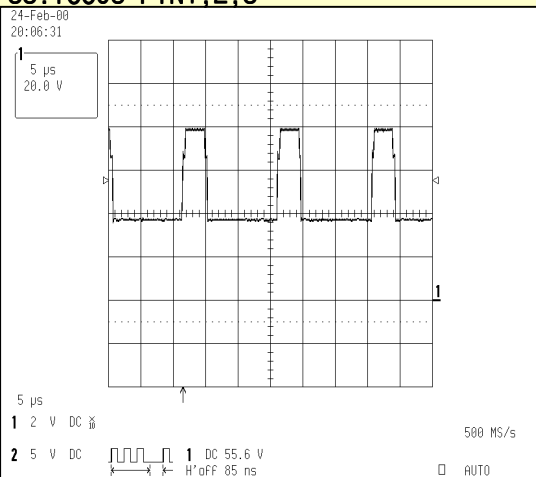 24-Feb-00
20:06:31
1
5 µs
20.0 V
1
5 µs
1 2 V DC
2 5 V DC
1 DC 55.6 V
H'off 85 ns
500 MS/s
AUTO